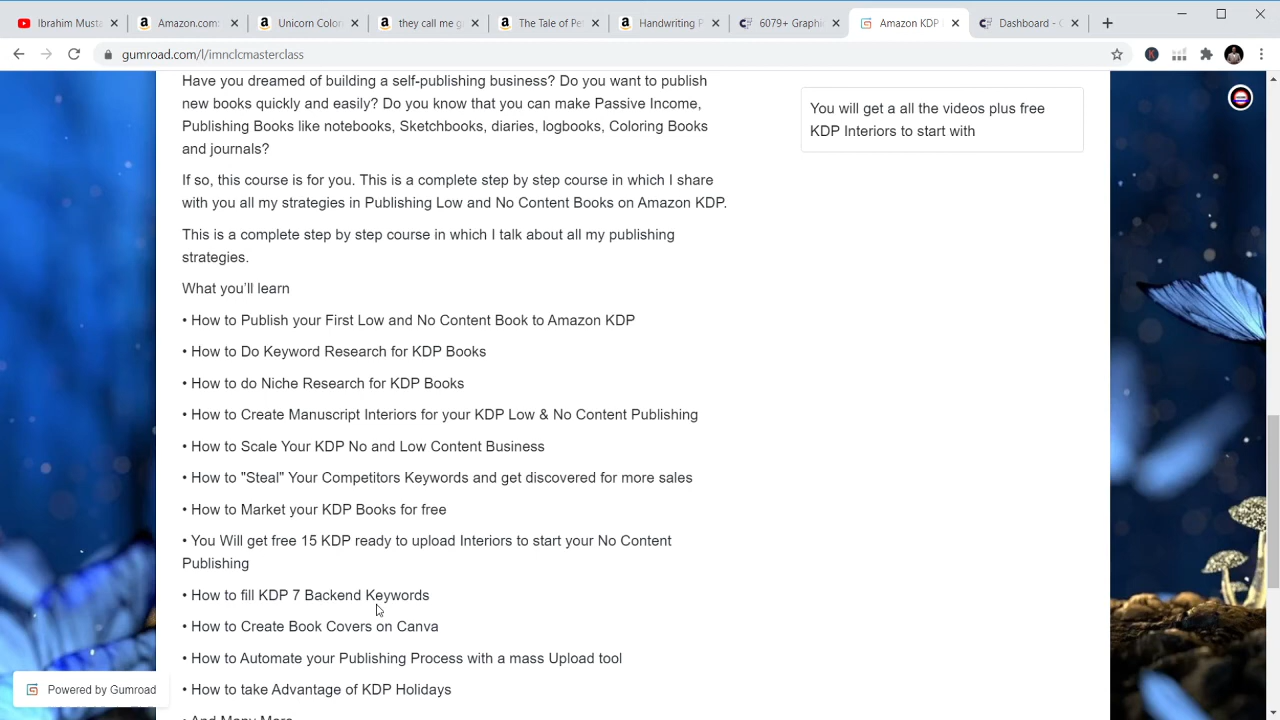 Ibrahim Musta
Amazon.com:
Unicorn Color
they call me g
The Tale of Pe
Handwriting P
6079+ Graphi
Amazon KDP
Dashboard - C
gumroad.com/l/imnclcmasterclass
Have you dreamed of building a self-publishing business? Do you want to publish
new books quickly and easily? Do you know that you can make Passive Income,
Publishing Books like notebooks, Sketchbooks, diaries, logbooks, Coloring Books
and journals?
You will get a all the videos plus free
KDP Interiors to start with
If so, this course is for you. This is a complete step by step course in which I share
with you all my strategies in Publishing Low and No Content Books on Amazon KDP.
This is a complete step by step course in which I talk about all my publishing
strategies.
What you’ll learn
• How to Publish your First Low and No Content Book to Amazon KDP
• How to Do Keyword Research for KDP Books
• How to do Niche Research for KDP Books
• How to Create Manuscript Interiors for your KDP Low & No Content Publishing
• How to Scale Your KDP No and Low Content Business
• How to "Steal" Your Competitors Keywords and get discovered for more sales
• How to Market your KDP Books for free
• You Will get free 15 KDP ready to upload Interiors to start your No Content
Publishing
• How to fill KDP 7 Backend Keywords
• How to Create Book Covers on Canva
• How to Automate your Publishing Process with a mass Upload tool
• How to take Advantage of KDP Holidays
• And Many More
Powered by Gumroad